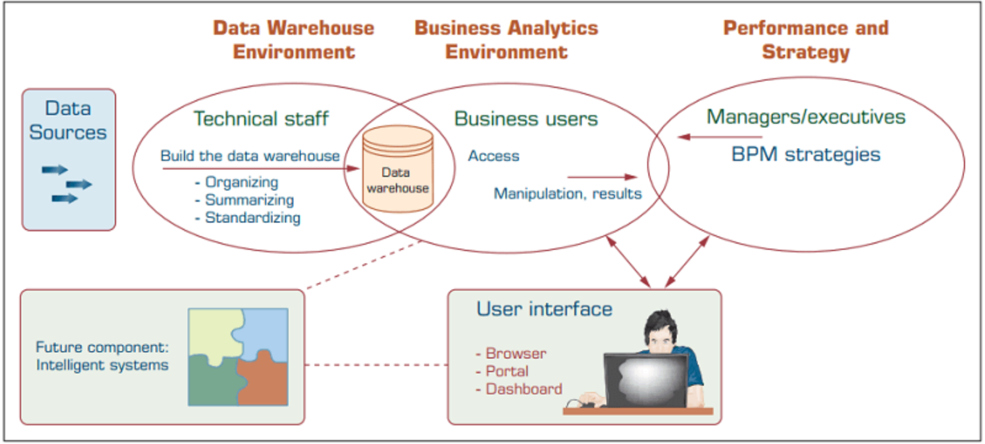 Data Warehouse
Environment
Business Analytics
Environment
Performance and
Strategy
Data
Sources
Technical staff
Build the data warehouse
- Organizing
- Summarizing
- Standardizing
Data
warehouse
Business users
Access
Manipulation, results
Managers/executives
BPM strategies
Future component:
Intelligent systems
User interface
- Browser
- Portal
- Dashboard